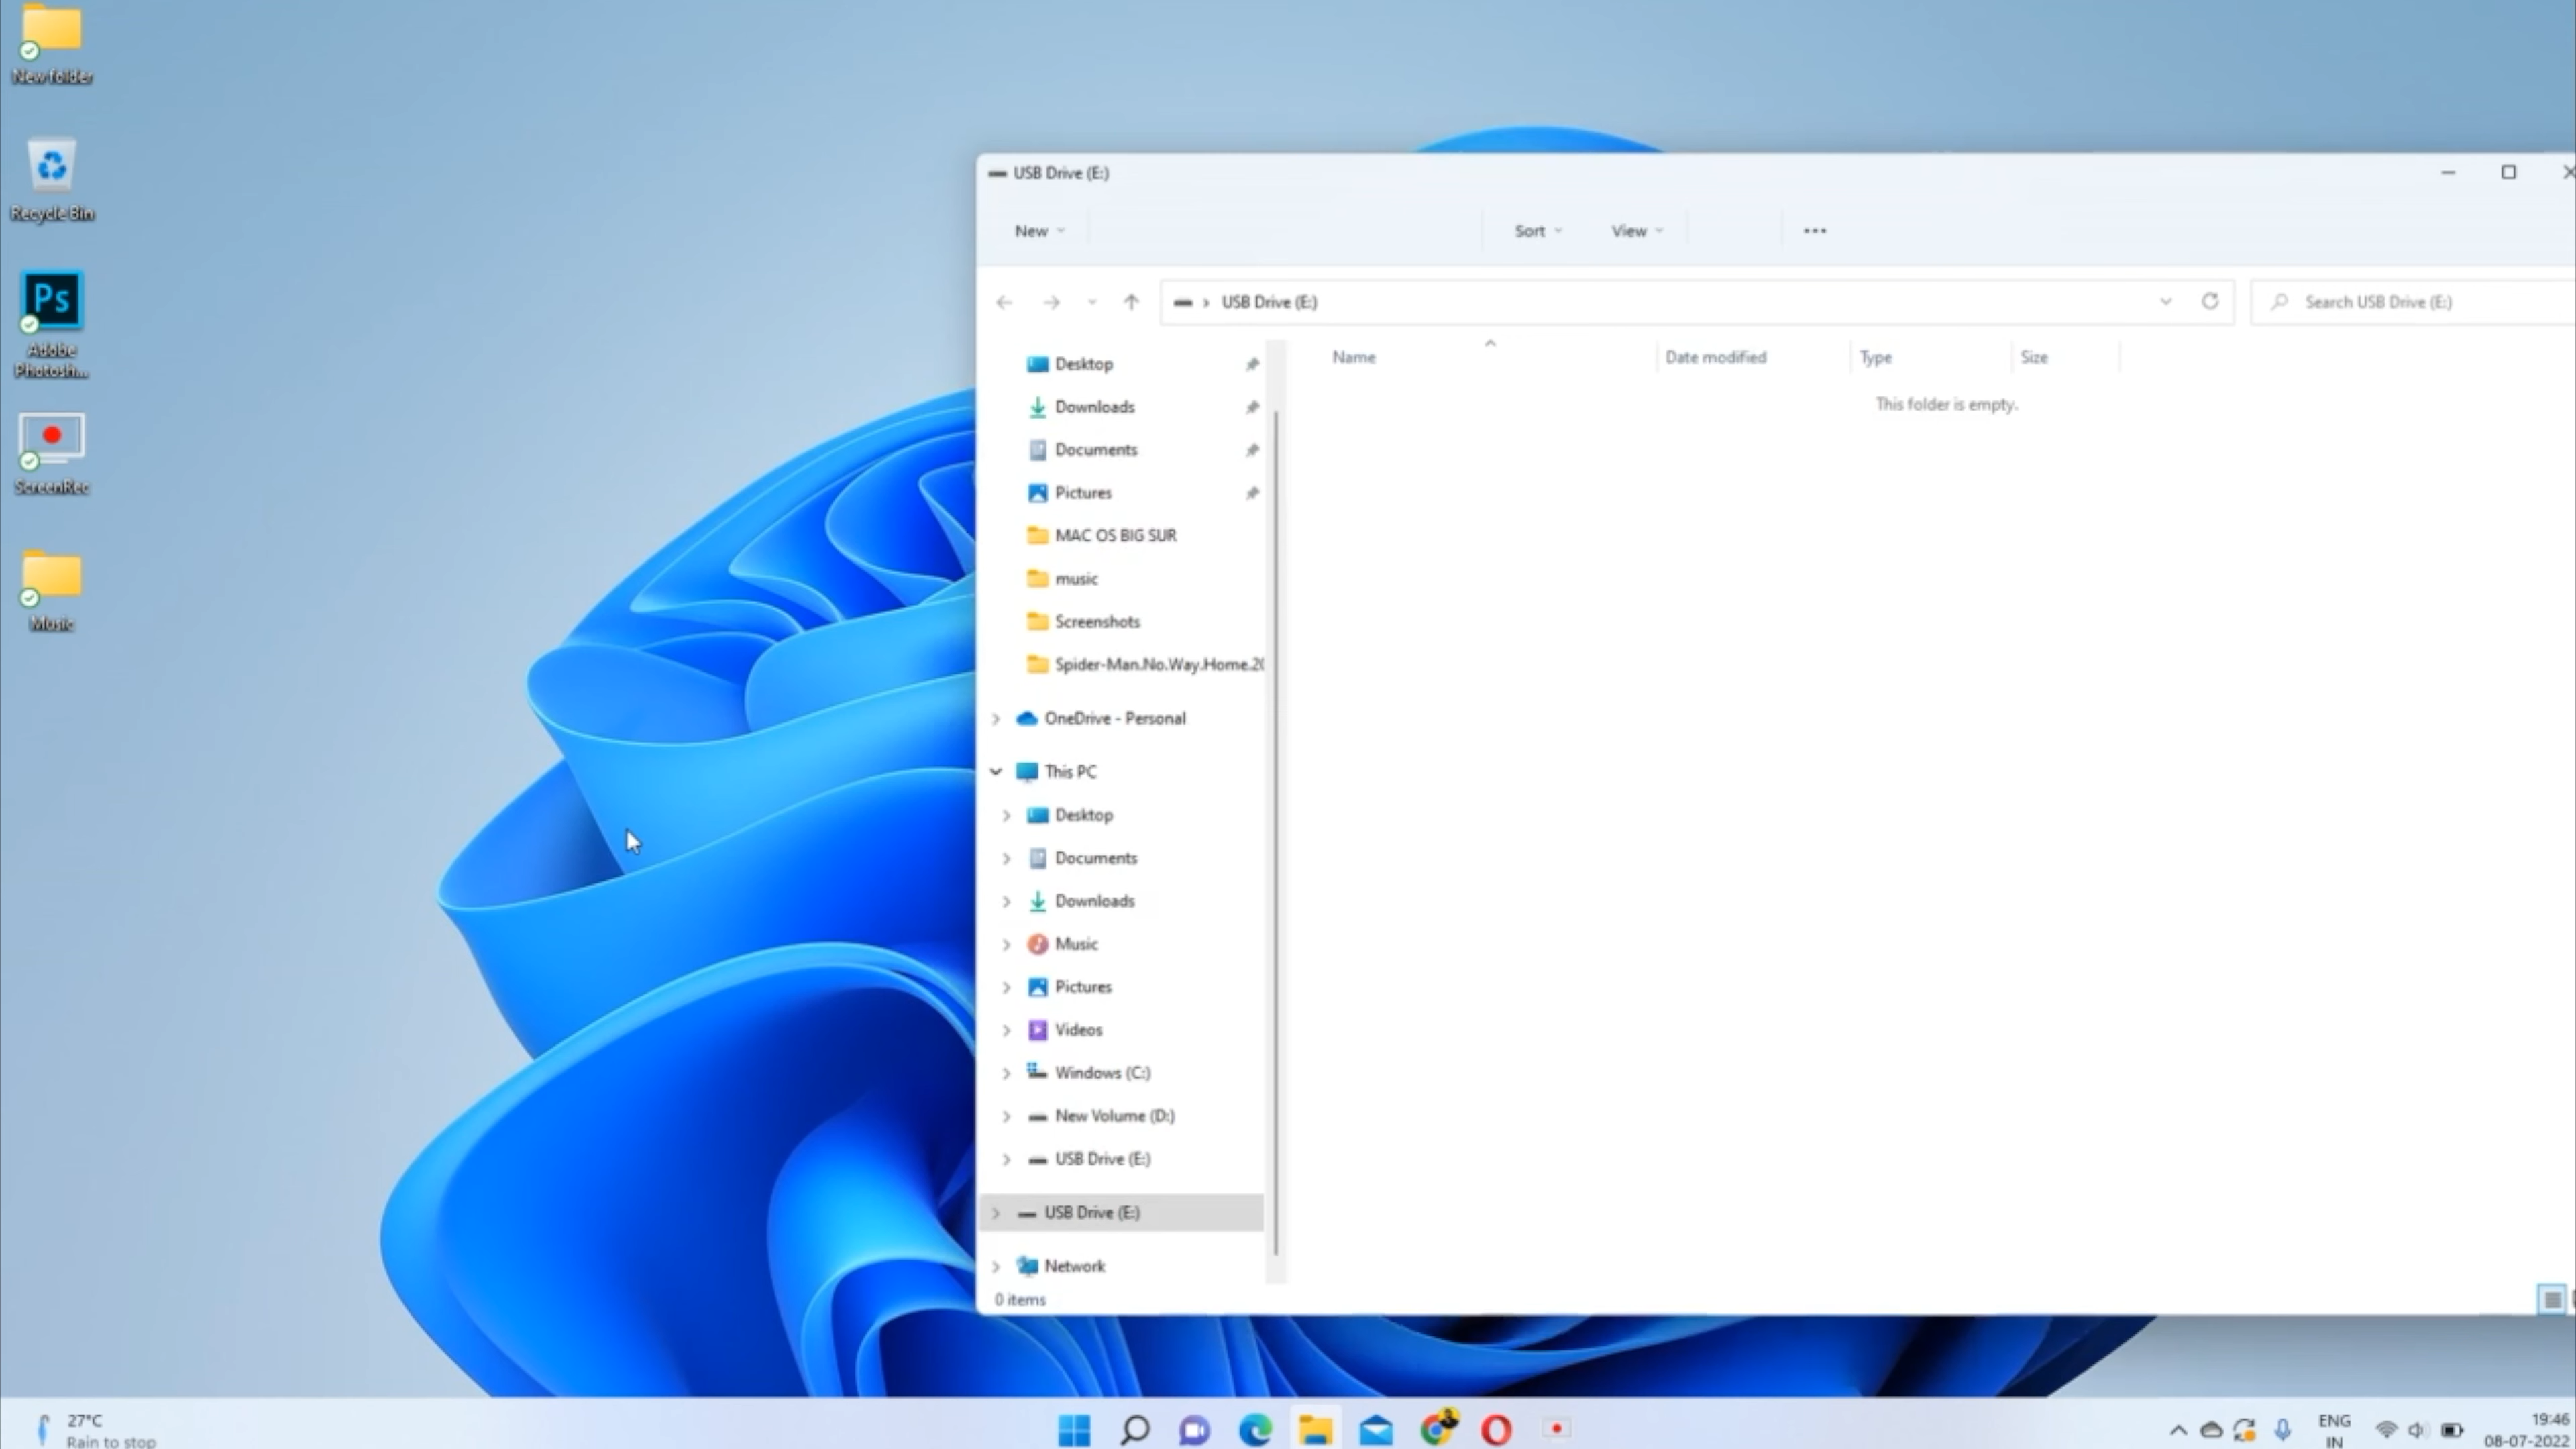 New folder
Recycle Bin
Ps
Adobe
Photosh...
ScreenRec
Music
USB Drive (E:)
New
Sort
View
USB Drive (E:)
Search USB Drive (E:)
Name
Date modified
Type
Size
This folder is empty.
Desktop
Downloads
Documents
Pictures
MAC OS BIG SUR
music
Screenshots
Spider-Man.No.Way.Home.20
OneDrive - Personal
This PC
Desktop
Documents
Downloads
Music
Pictures
Videos
Windows (C:)
New Volume (D:)
USB Drive (E:)
USB Drive (E:)
Network
0 items
27°C
Rain to stop
ENG
IN
19:46
08-07-2022